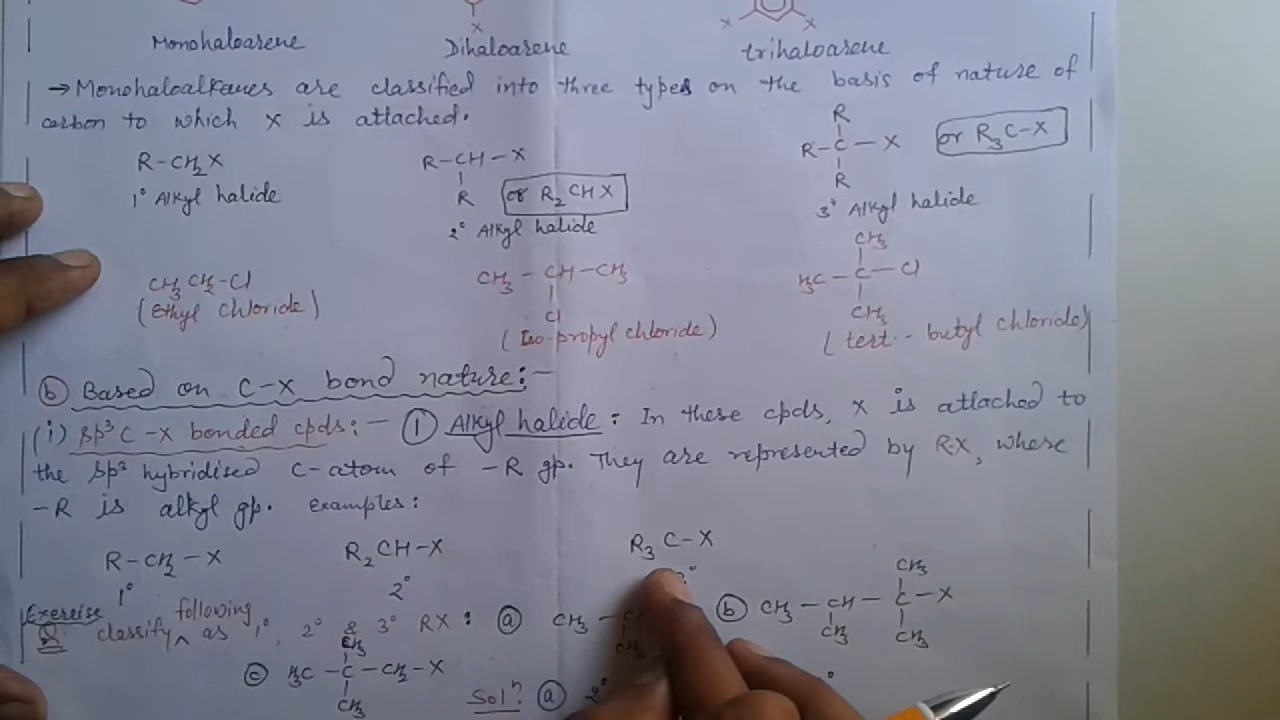 X X X
Monohaloarene Dihaloarene trihaloarene
→ Monohaloalkanes are classified into three types on the basis of nature of
carbon to which X is attached.
R-CH₂X R-CH-X R R-C-X R or R₃C-X
R or R₂CHX
1° Alkyl halide 2° Alkyl halide 3° Alkyl halide
CH₃CH₂-Cl CH₃-CH-CH₃ Cl CH₃ H₃C-C-Cl CH₃
(Ethyl chloride) (Iso-propyl chloride) (tert.-butyl chloride)
ⓑ Based on C-X bond nature:-
(i) sp³C-X bonded cpds:- ① Alkyl halide: In these cpds, X is attached to
the sp³ hybridised C-atom of -R gp. They are represented by R-X, where
-R is alkyl gp. Examples:
R-CH₂-X R₂CH-X R₃C-X
1° 2°
Exercise
Q. classify following as 1°, 2° & 3° RX: ⓐ CH₃- ⓑ CH₃-CH-C-X CH₃ CH₃ CH₃
ⓒ H₃C-C-CH₂-X CH₃ CH₃
Solⁿ: ⓐ 2°